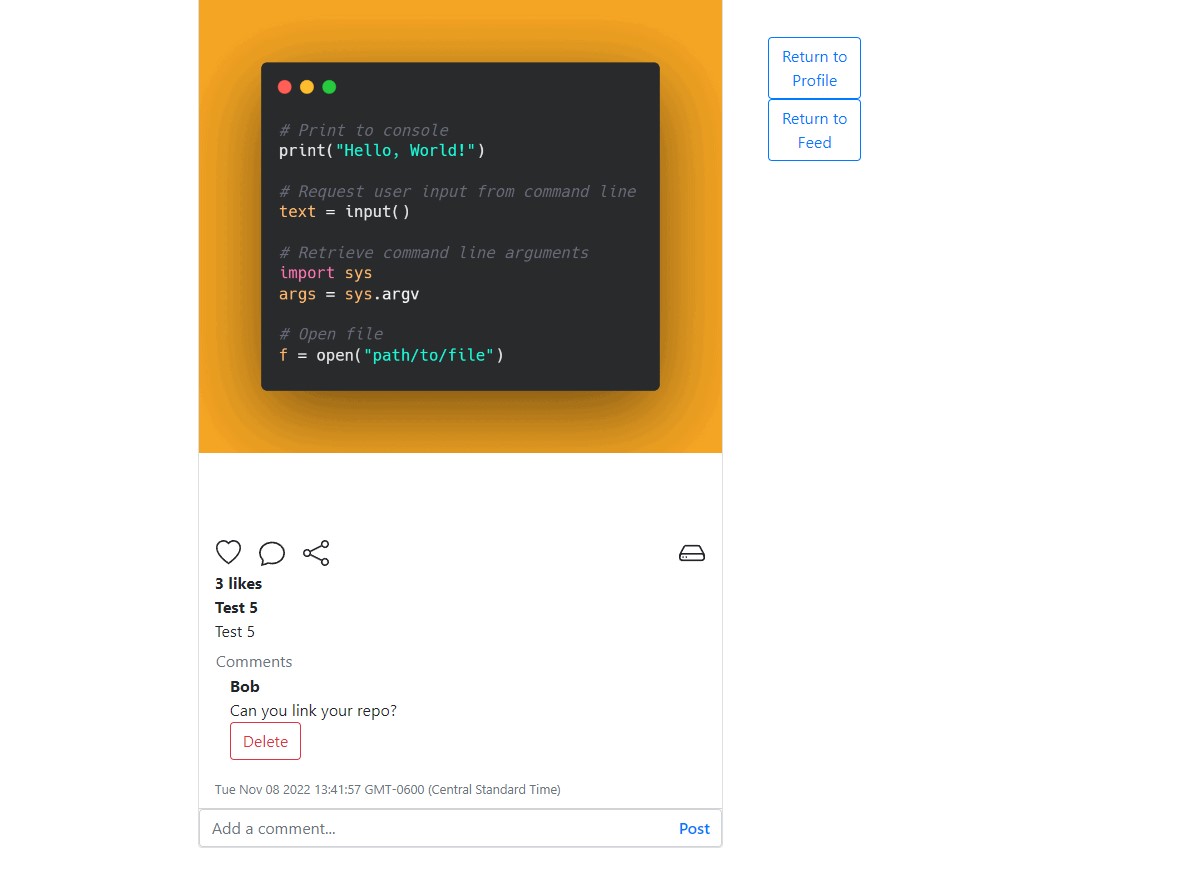 # Print to console
print("Hello, World!")
# Request user input from command line
text = input()
# Retrieve command line arguments
import sys
args = sys.argv
# Open file
f = open("path/to/file")
Return to
Profile
Return to
Feed
3 likes
Test 5
Test 5
Comments
Bob
Can you link your repo?
Delete
Tue Nov 08 2022 13:41:57 GMT-0600 (Central Standard Time)
Add a comment... Post